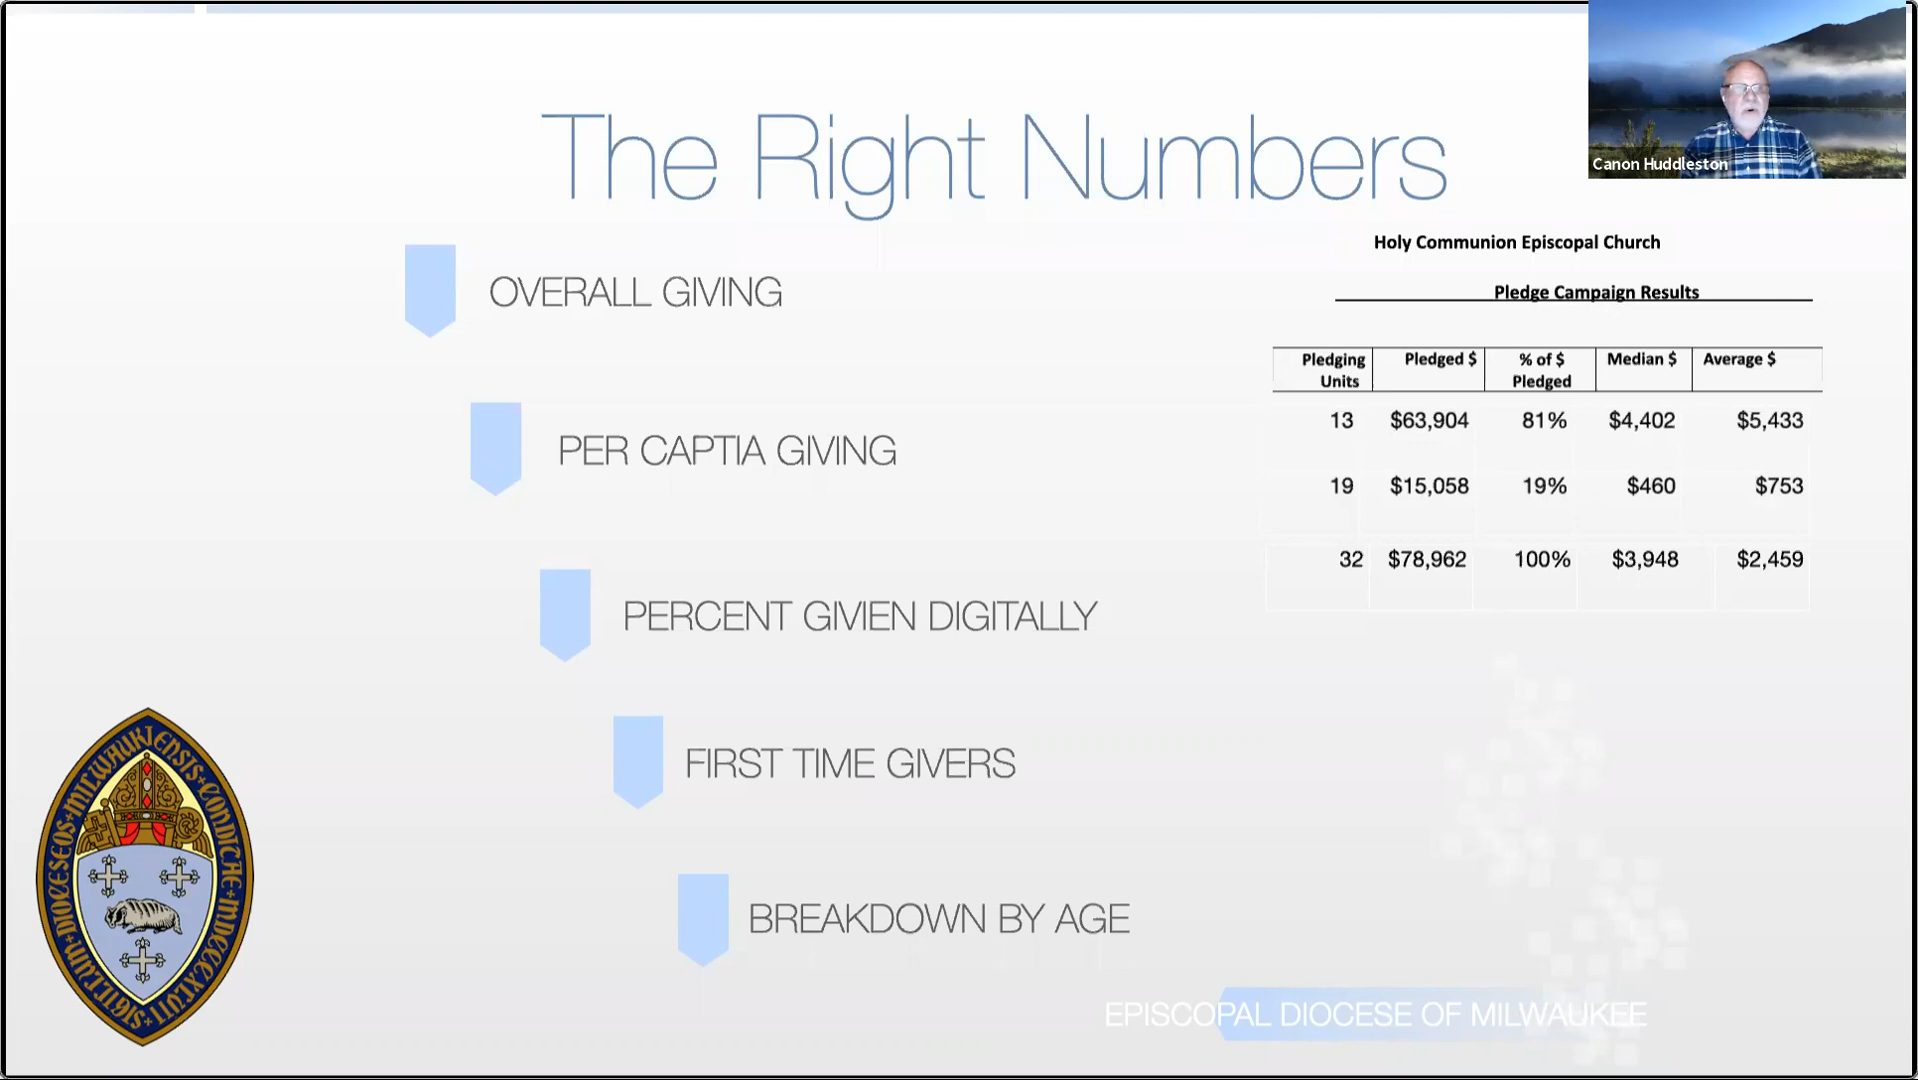 The Right Numbers
Canon Huddleston
OVERALL GIVING
PER CAPTIA GIVING
PERCENT GIVIEN DIGITALLY
FIRST TIME GIVERS
BREAKDOWN BY AGE
Holy Communion Episcopal Church
Pledge Campaign Results
Pledging Units Pledged $ % of $ Pledged Median $ Average $
13 $63,904 81% $4,402 $5,433
19 $15,058 19% $460 $753
32 $78,962 100% $3,948 $2,459
EPISCOPAL DIOCESE OF MILWAUKEE